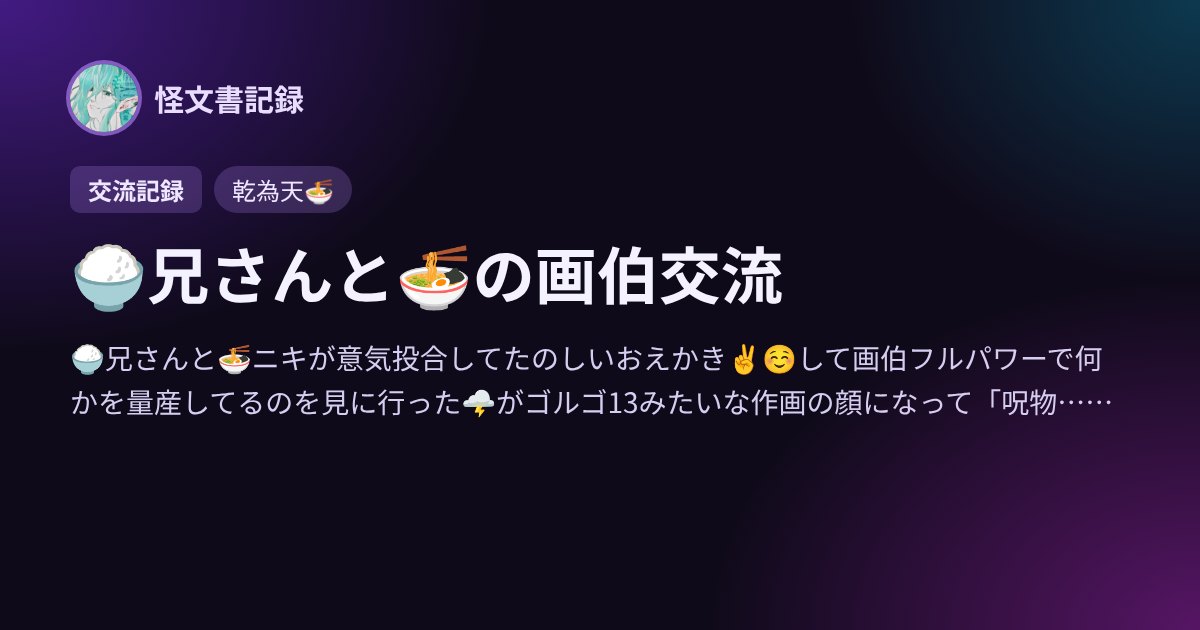 怪文書記録
交流記録 乾為天🍜
🍚兄さんと🍜の画伯交流
🍚兄さんと🍜ニキが意気投合してたのしいおえかき✌️☺️して画伯フルパワーで何
かを量産してるのを見に行った🌩️がゴルゴ13みたいな作画の顔になって「呪物……